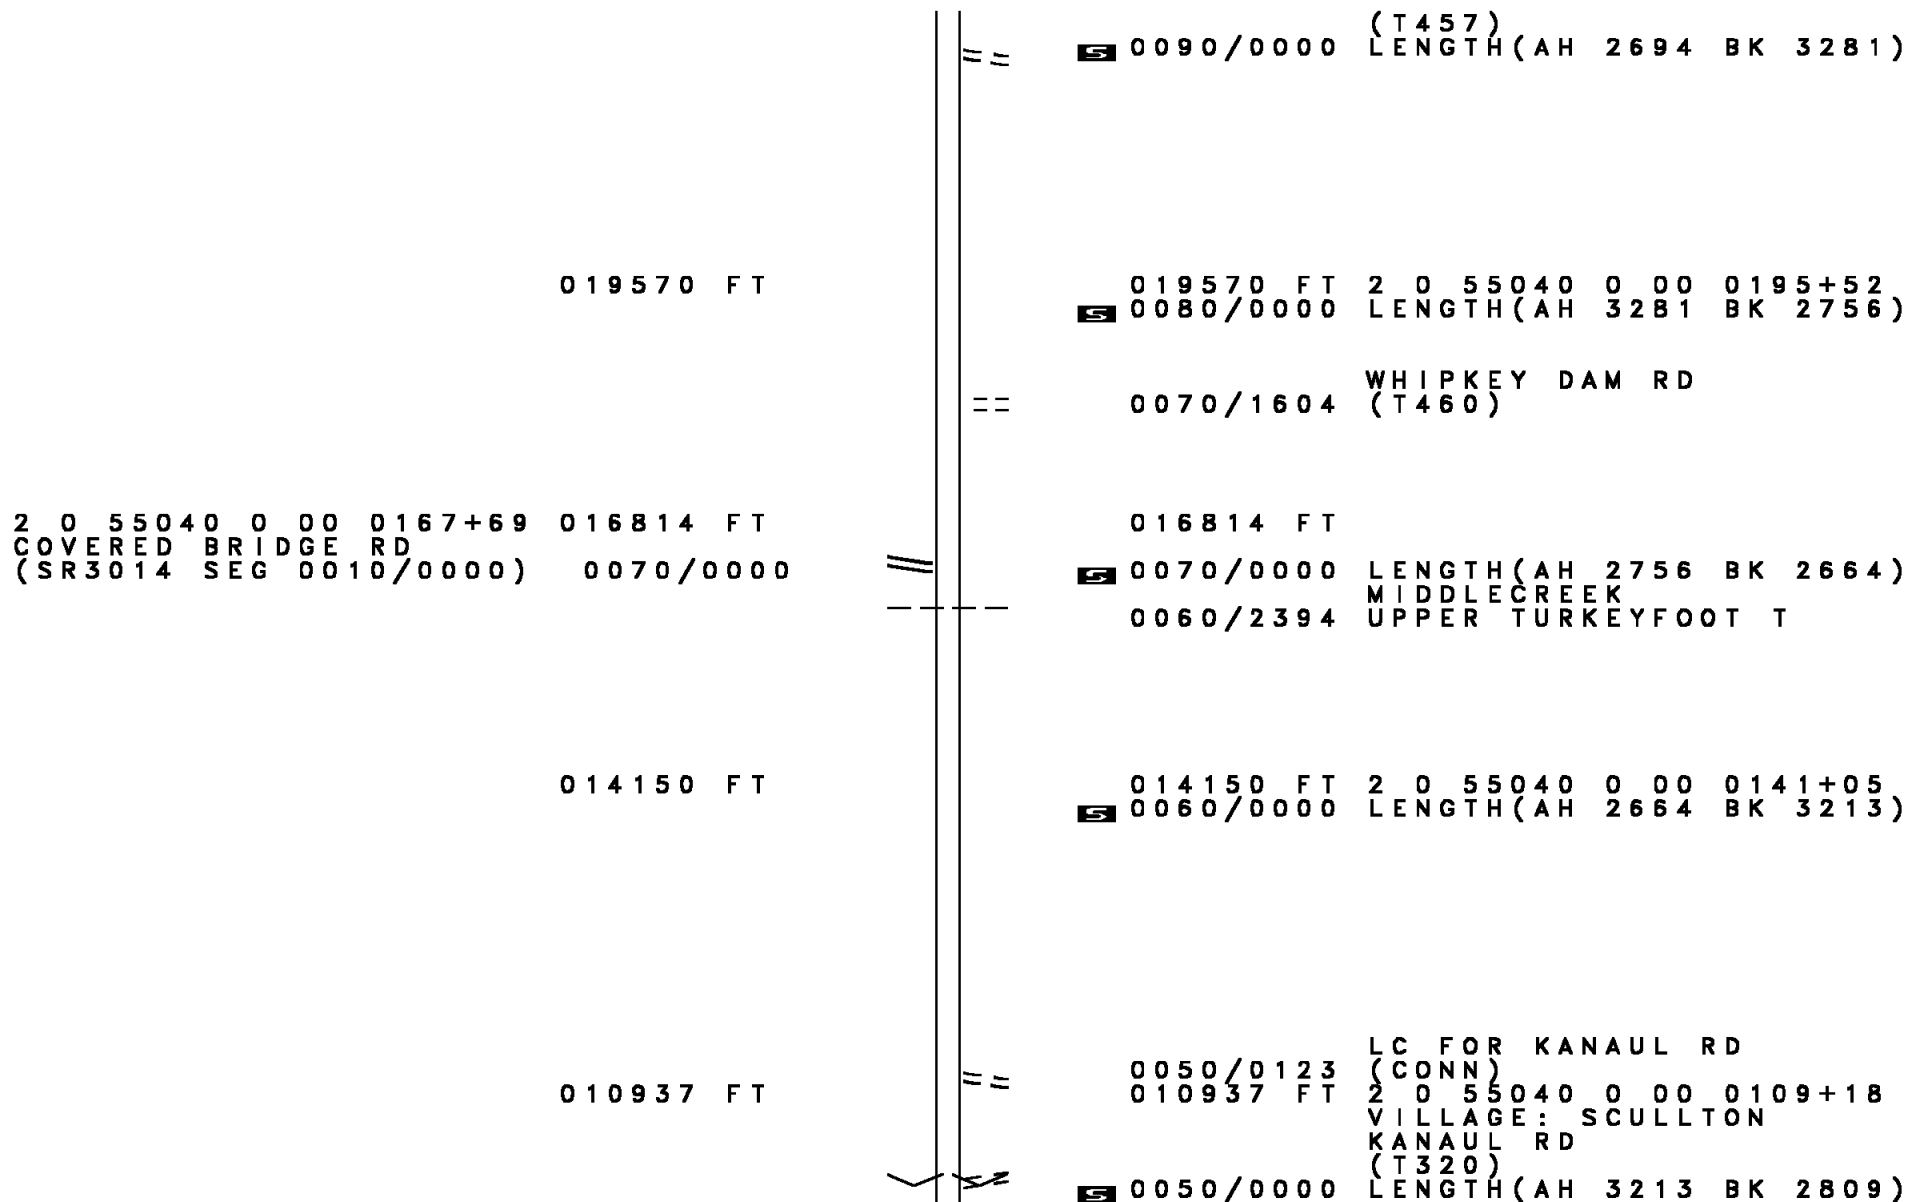 (T457)
S 0090/0000 LENGTH(AH 2694 BK 3281)
019570 FT 019570 FT 2 0 55040 0 00 0195+52
S 0080/0000 LENGTH(AH 3281 BK 2756)
WHIPKEY DAM RD
0070/1604 (T460)
2 0 55040 0 00 0167+69 016814 FT 016814 FT
COVERED BRIDGE RD
(SR3014 SEG 0010/0000) 0070/0000 S 0070/0000 LENGTH(AH 2756 BK 2664)
MIDDLECREEK
0060/2394 UPPER TURKEYFOOT T
014150 FT 014150 FT 2 0 55040 0 00 0141+05
S 0060/0000 LENGTH(AH 2664 BK 3213)
LC FOR KANAUL RD
0050/0123 (CONN)
010937 FT 010937 FT 2 0 55040 0 00 0109+18
VILLAGE: SCULLTON
KANAUL RD
(T320)
S 0050/0000 LENGTH(AH 3213 BK 2809)